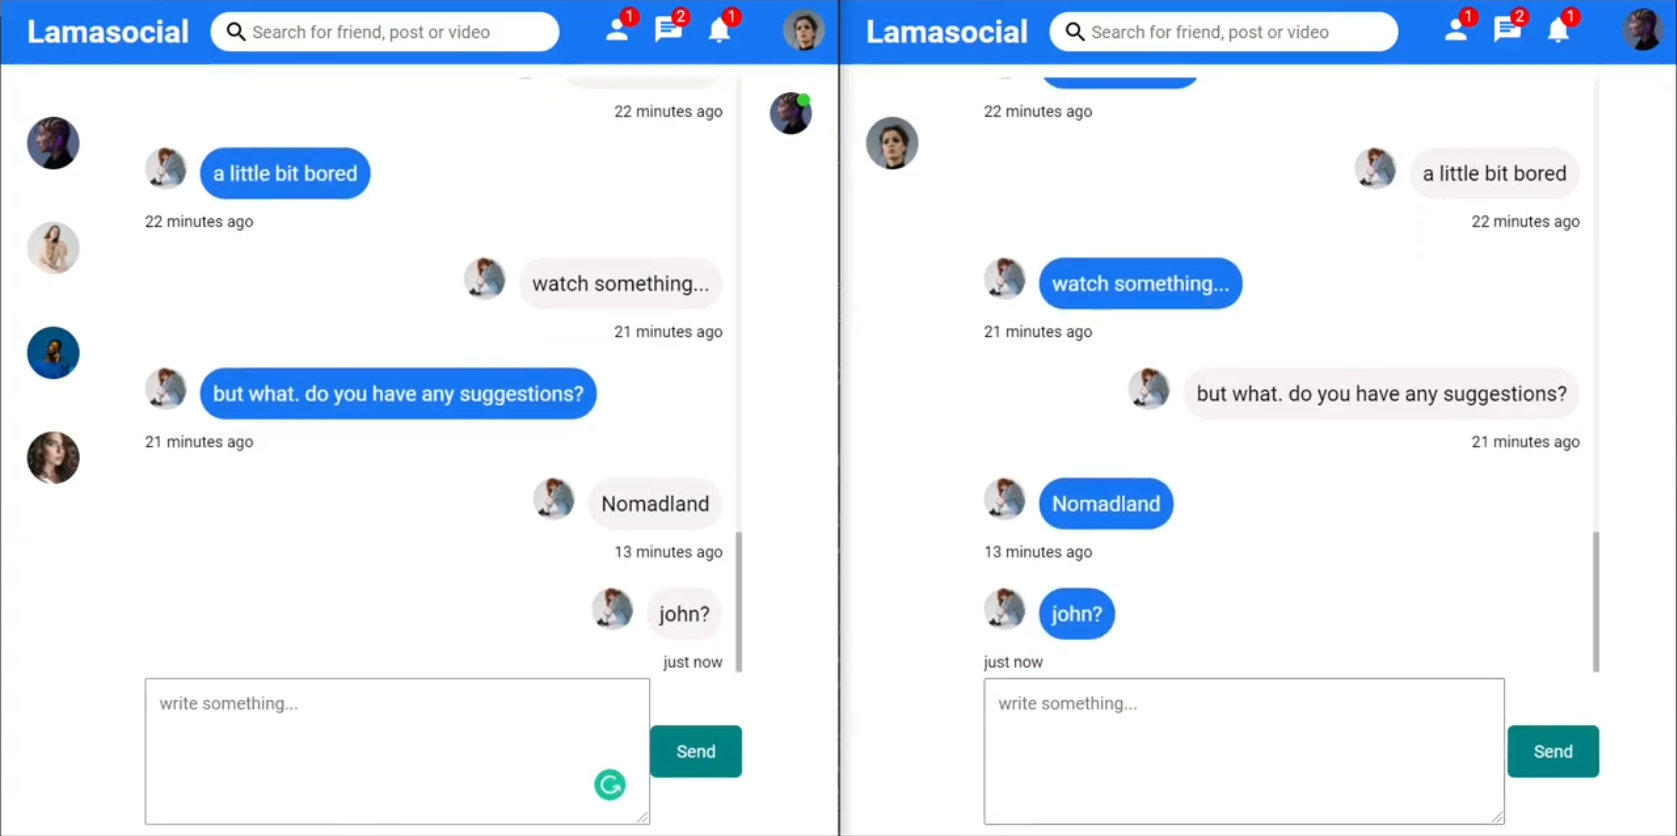 Lamasocial
Search for friend, post or video
1
2
1
22 minutes ago
a little bit bored
22 minutes ago
watch something...
21 minutes ago
but what. do you have any suggestions?
21 minutes ago
Nomadland
13 minutes ago
john?
just now
write something...
Send
Lamasocial
Search for friend, post or video
1
2
1
22 minutes ago
a little bit bored
22 minutes ago
watch something...
21 minutes ago
but what. do you have any suggestions?
21 minutes ago
Nomadland
13 minutes ago
john?
just now
write something...
Send